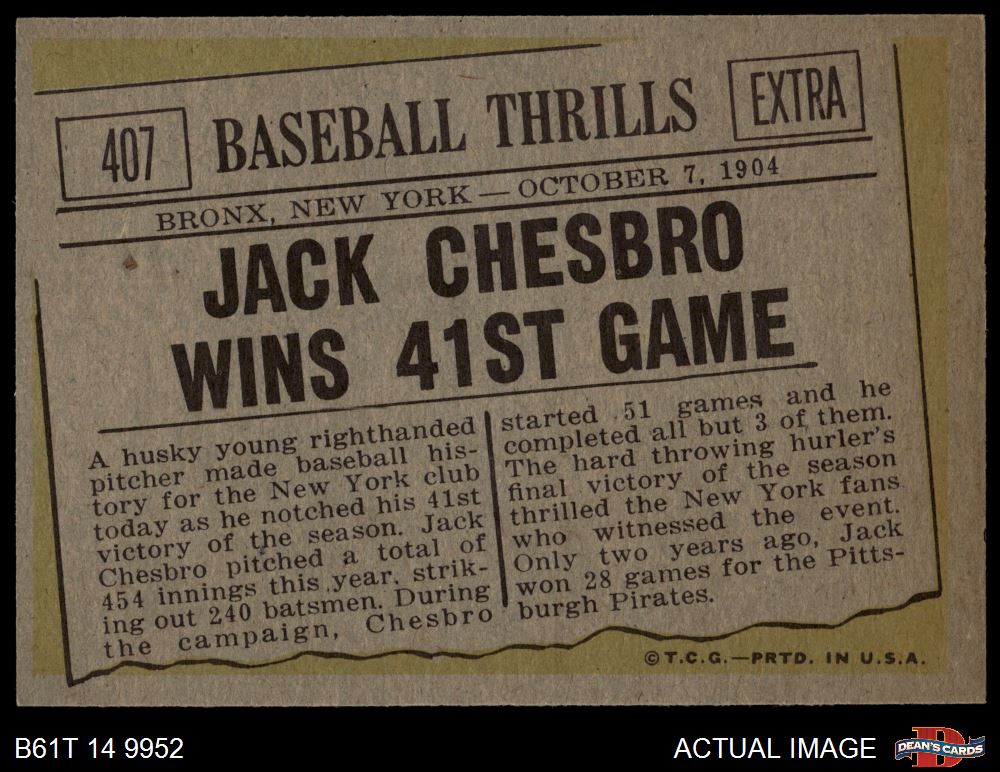 407
BASEBALL THRILLS
EXTRA
BRONX, NEW YORK — OCTOBER 7, 1904
JACK CHESBRO
WINS 41ST GAME
A husky young righthanded
pitcher made baseball his-
tory for the New York club
today as he notched his 41st
victory of the season. Jack
Chesbro pitched a total of
454 innings this year, strik-
ing out 240 batsmen. During
the campaign, Chesbro
started 51 games and he
completed all but 3 of them.
The hard throwing hurler's
final victory of the season
thrilled the New York fans
who witnessed the event.
Only two years ago, Jack
won 28 games for the Pitts-
burgh Pirates.
© T.C.G.—PRTD. IN U.S.A.
B61T 14 9952
ACTUAL IMAGE
DEAN'S CARDS